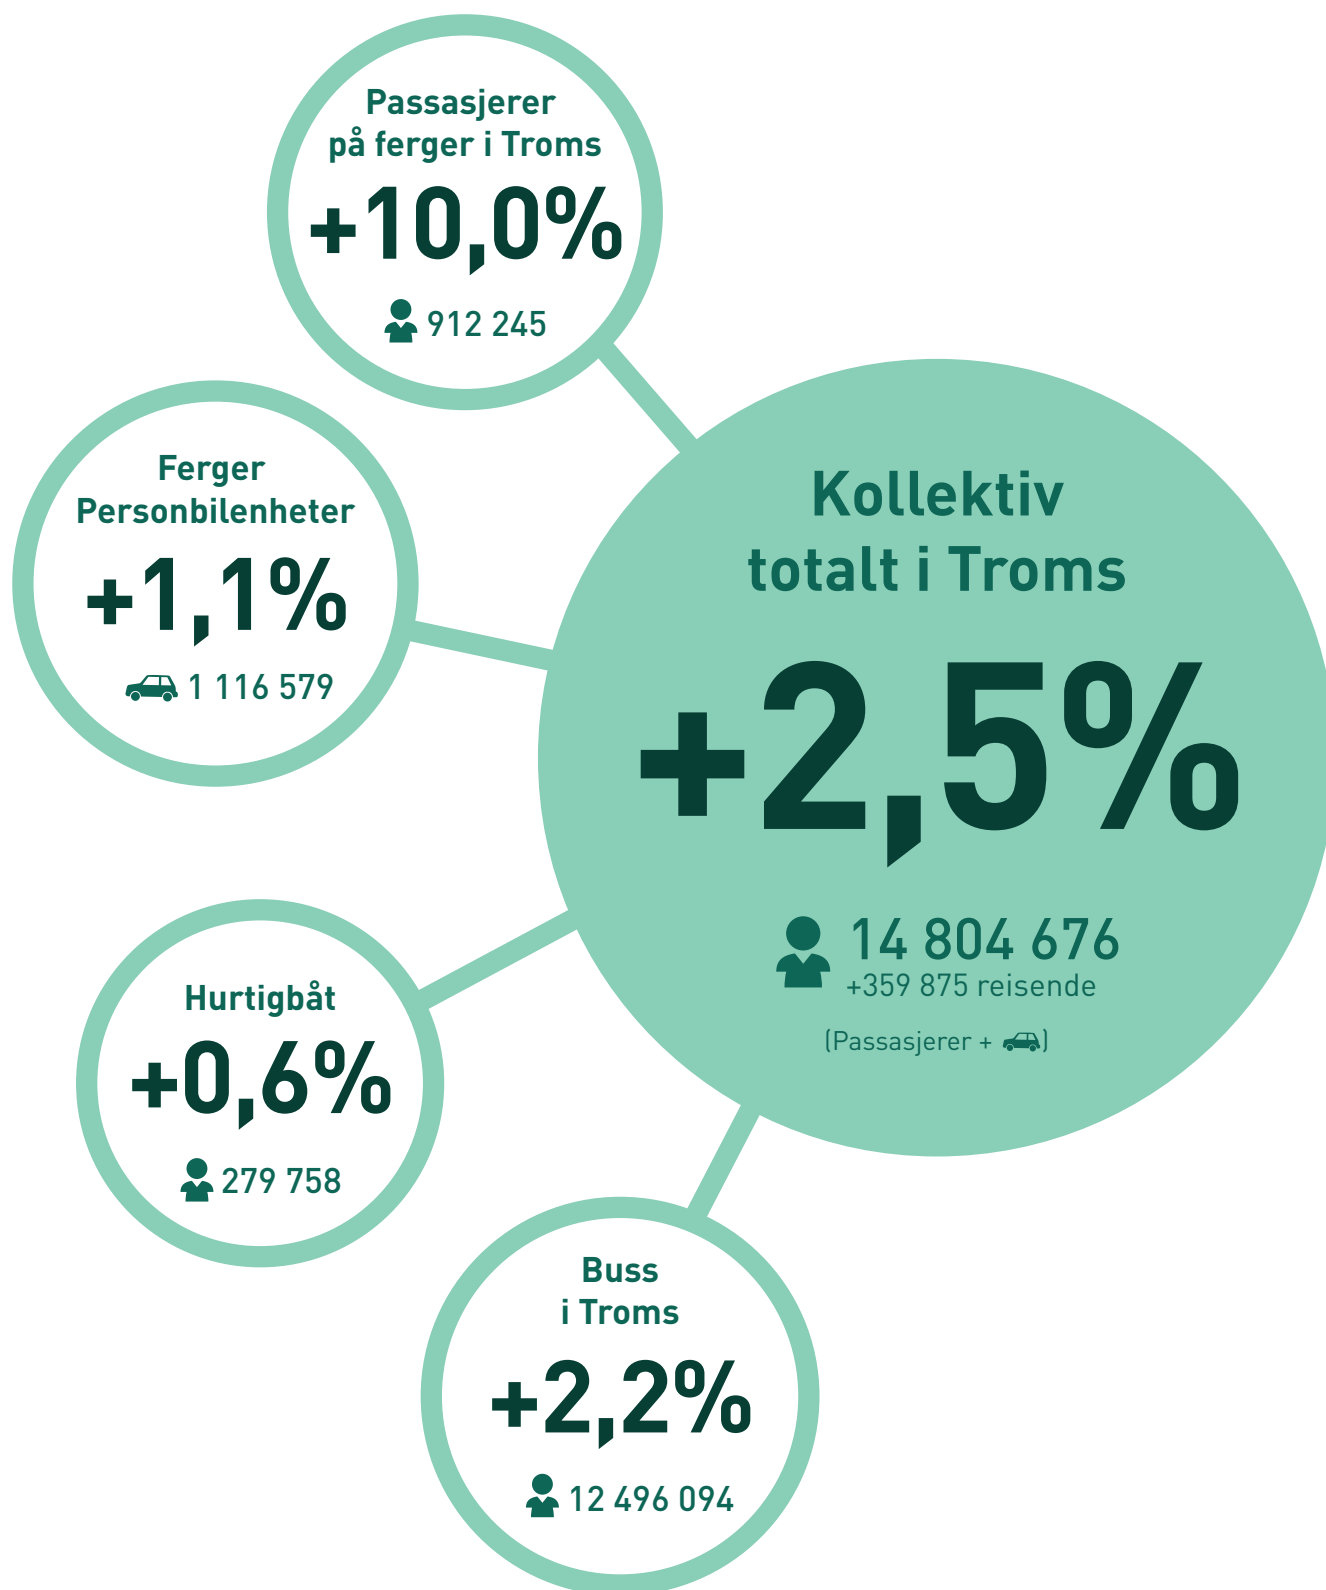 Passasjerer
på ferger i Troms
+10,0%
912 245
Ferger
Personbilenheter
+1,1%
1 116 579
Kollektiv
totalt i Troms
+2,5%
14 804 676
+359 875 reisende
(Passasjerer + )
Hurtigbåt
+0,6%
279 758
Buss
i Troms
+2,2%
12 496 094